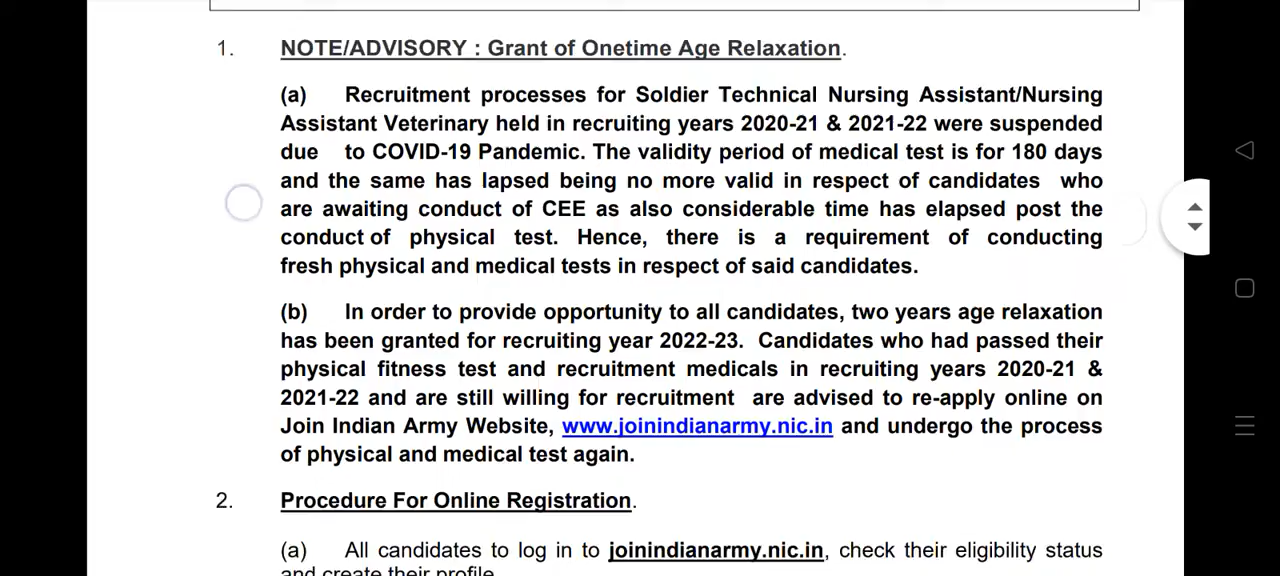 1. NOTE/ADVISORY : Grant of Onetime Age Relaxation.
(a) Recruitment processes for Soldier Technical Nursing Assistant/Nursing
Assistant Veterinary held in recruiting years 2020-21 & 2021-22 were suspended
due to COVID-19 Pandemic. The validity period of medical test is for 180 days
and the same has lapsed being no more valid in respect of candidates who
are awaiting conduct of CEE as also considerable time has elapsed post the
conduct of physical test. Hence, there is a requirement of conducting
fresh physical and medical tests in respect of said candidates.
(b) In order to provide opportunity to all candidates, two years age relaxation
has been granted for recruiting year 2022-23. Candidates who had passed their
physical fitness test and recruitment medicals in recruiting years 2020-21 &
2021-22 and are still willing for recruitment are advised to re-apply online on
Join Indian Army Website, www.joinindianarmy.nic.in and undergo the process
of physical and medical test again.
2. Procedure For Online Registration.
(a) All candidates to log in to joinindianarmy.nic.in, check their eligibility status
and create their profile.